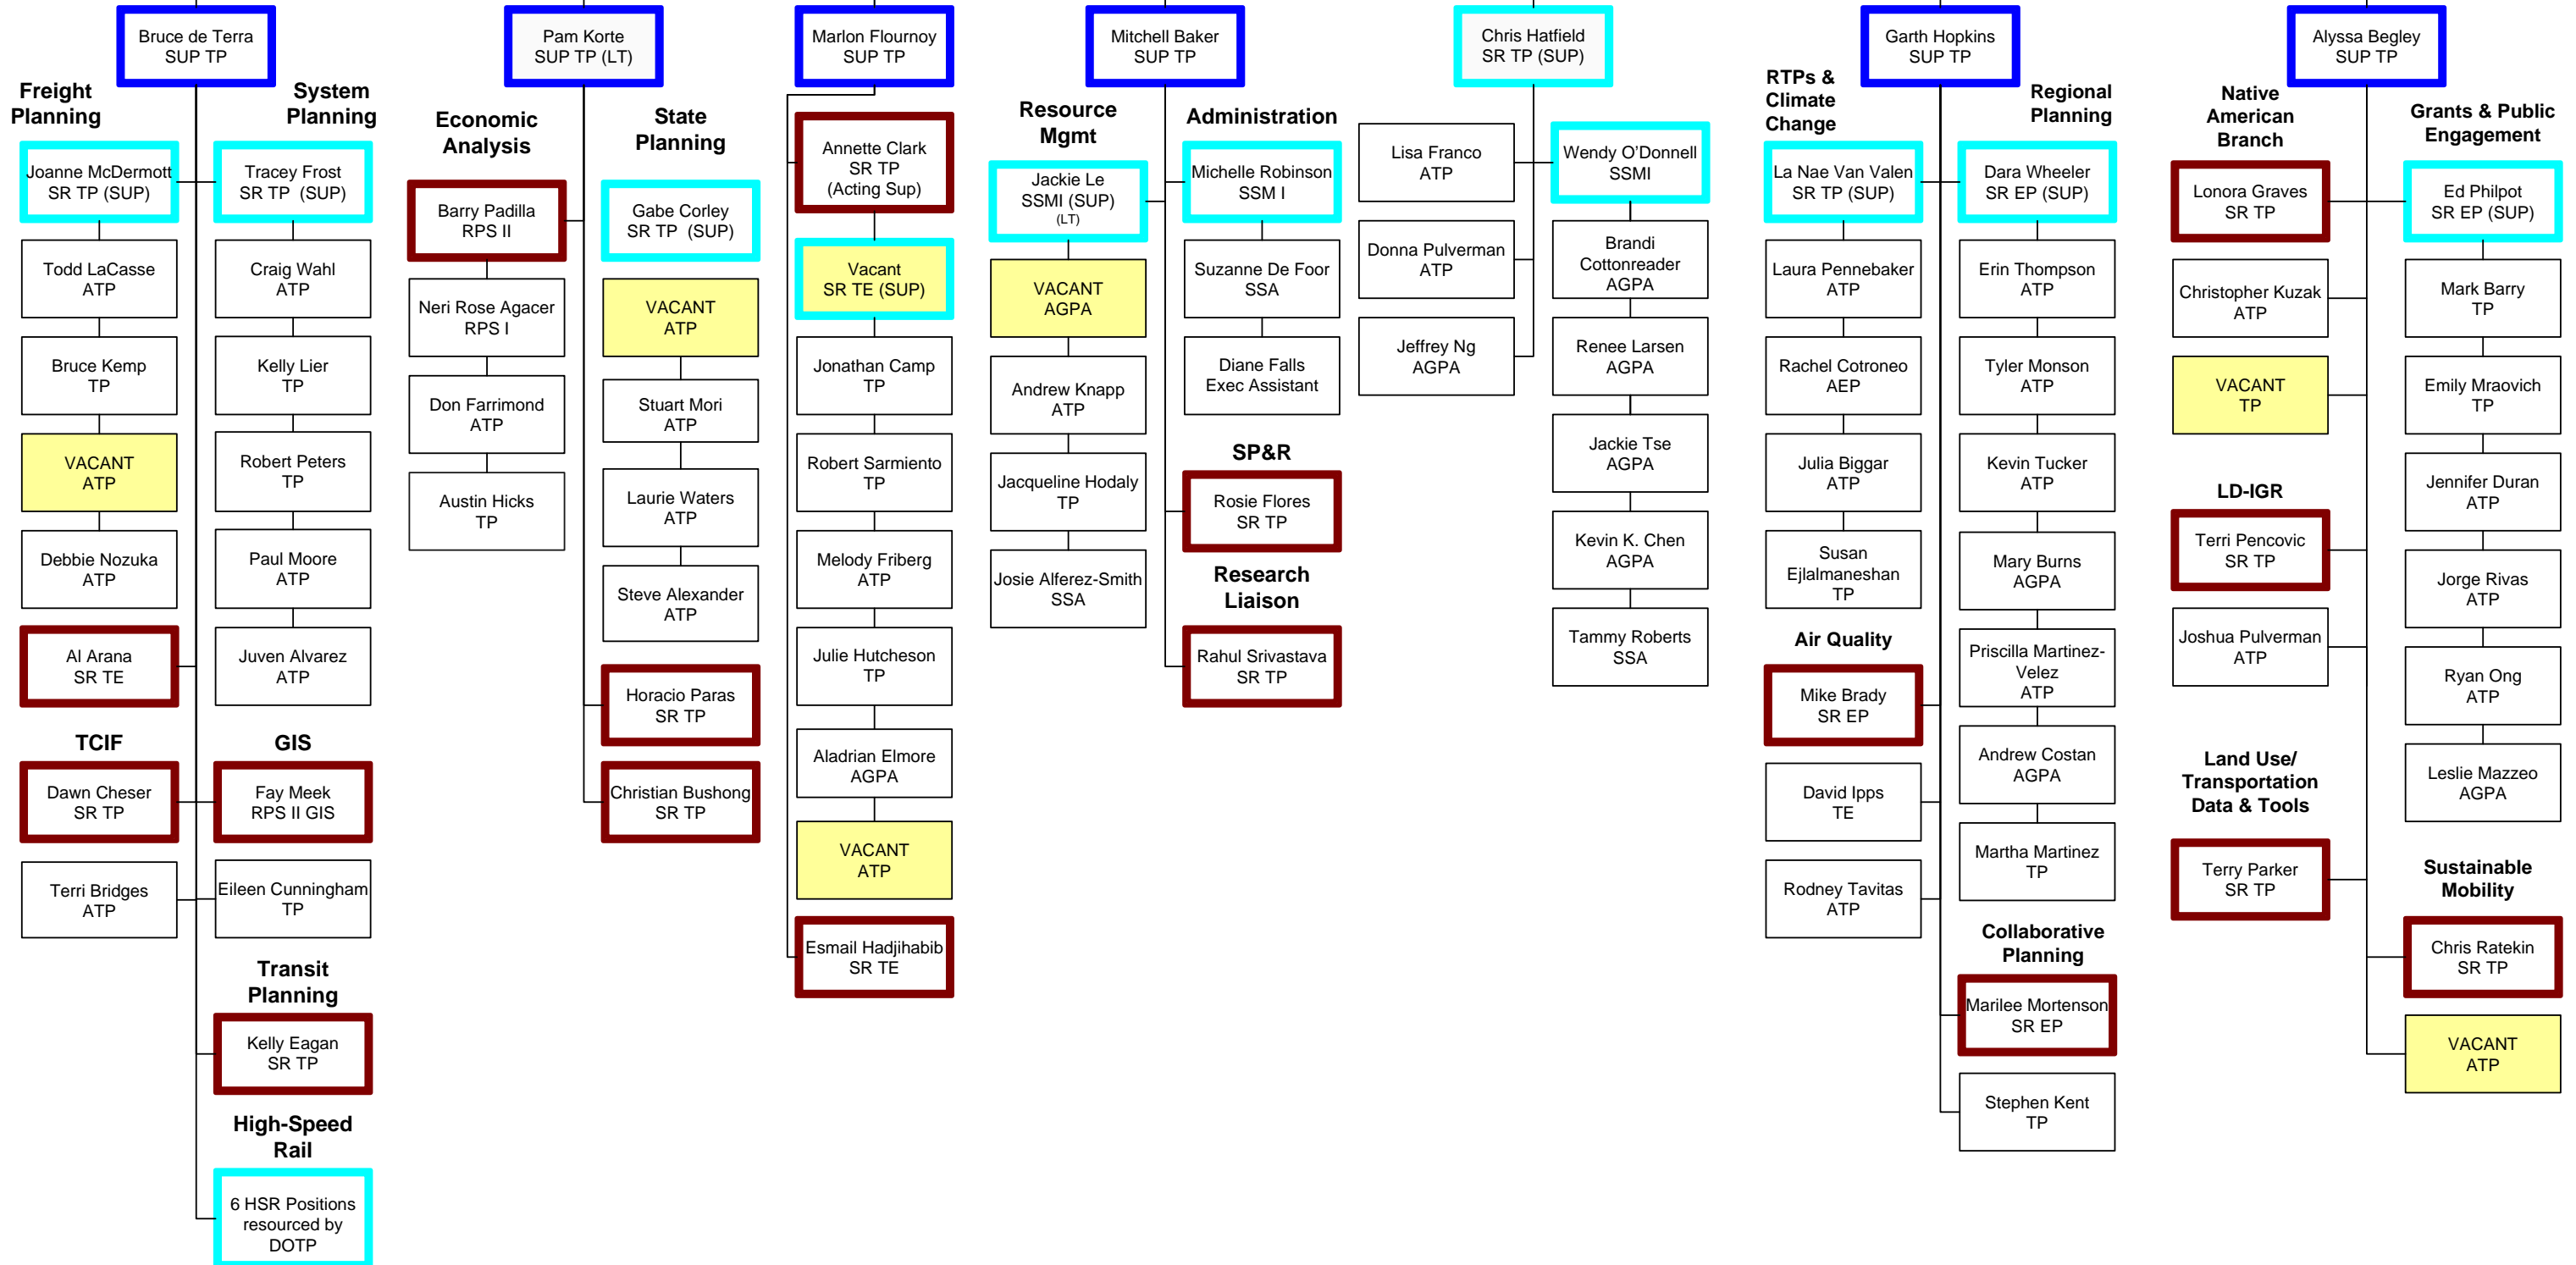 Bruce de Terra
SUP TP
Freight
Planning
System
Planning
Joanne McDermott
SR TP (SUP)
Todd LaCasse
ATP
Bruce Kemp
TP
VACANT
ATP
Debbie Nozuka
ATP
Al Arana
SR TE
TCIF
Dawn Cheser
SR TP
Terri Bridges
ATP
Tracey Frost
SR TP (SUP)
Craig Wahl
ATP
Kelly Lier
TP
Robert Peters
TP
Paul Moore
ATP
Juven Alvarez
ATP
GIS
Fay Meek
RPS II GIS
Eileen Cunningham
TP
Transit
Planning
Kelly Eagan
SR TP
High-Speed
Rail
6 HSR Positions
resourced by
DOTP
Pam Korte
SUP TP (LT)
Economic
Analysis
Barry Padilla
RPS II
Neri Rose Agacer
RPS I
Don Farrimond
ATP
Austin Hicks
TP
State
Planning
Gabe Corley
SR TP (SUP)
VACANT
ATP
Stuart Mori
ATP
Laurie Waters
ATP
Steve Alexander
ATP
Horacio Paras
SR TP
Christian Bushong
SR TP
Marlon Flournoy
SUP TP
Annette Clark
SR TP
(Acting Sup)
Vacant
SR TE (SUP)
Jonathan Camp
TP
Robert Sarmiento
TP
Melody Friberg
ATP
Julie Hutcheson
TP
Aladrian Elmore
AGPA
VACANT
ATP
Esmail Hadjihabib
SR TE
Mitchell Baker
SUP TP
Resource
Mgmt
Jackie Le
SSMI (SUP)
(LT)
VACANT
AGPA
Andrew Knapp
ATP
Jacqueline Hodaly
TP
Josie Alferez-Smith
SSA
Administration
Michelle Robinson
SSM I
Suzanne De Foor
SSA
Diane Falls
Exec Assistant
SP&R
Rosie Flores
SR TP
Research
Liaison
Rahul Srivastava
SR TP
Chris Hatfield
SR TP (SUP)
Lisa Franco
ATP
Donna Pulverman
ATP
Jeffrey Ng
AGPA
Wendy O'Donnell
SSMI
Brandi
Cottonreader
AGPA
Renee Larsen
AGPA
Jackie Tse
AGPA
Kevin K. Chen
AGPA
Tammy Roberts
SSA
Garth Hopkins
SUP TP
RTPs &
Climate
Change
La Nae Van Valen
SR TP (SUP)
Laura Pennebaker
ATP
Rachel Cotroneo
AEP
Julia Biggar
ATP
Susan
Ejlalmaneshan
TP
Air Quality
Mike Brady
SR EP
David Ipps
TE
Rodney Tavitas
ATP
Regional
Planning
Dara Wheeler
SR EP (SUP)
Erin Thompson
ATP
Tyler Monson
ATP
Kevin Tucker
ATP
Mary Burns
AGPA
Priscilla Martinez-
Velez
ATP
Andrew Costan
AGPA
Martha Martinez
TP
Collaborative
Planning
Marilee Mortenson
SR EP
Stephen Kent
TP
Alyssa Begley
SUP TP
Native
American
Branch
Lonora Graves
SR TP
Christopher Kuzak
ATP
VACANT
TP
LD-IGR
Terri Pencovic
SR TP
Joshua Pulverman
ATP
Land Use/
Transportation
Data & Tools
Terry Parker
SR TP
Grants & Public
Engagement
Ed Philpot
SR EP (SUP)
Mark Barry
TP
Emily Mraovich
TP
Jennifer Duran
ATP
Jorge Rivas
ATP
Ryan Ong
ATP
Leslie Mazzeo
AGPA
Sustainable
Mobility
Chris Ratekin
SR TP
VACANT
ATP